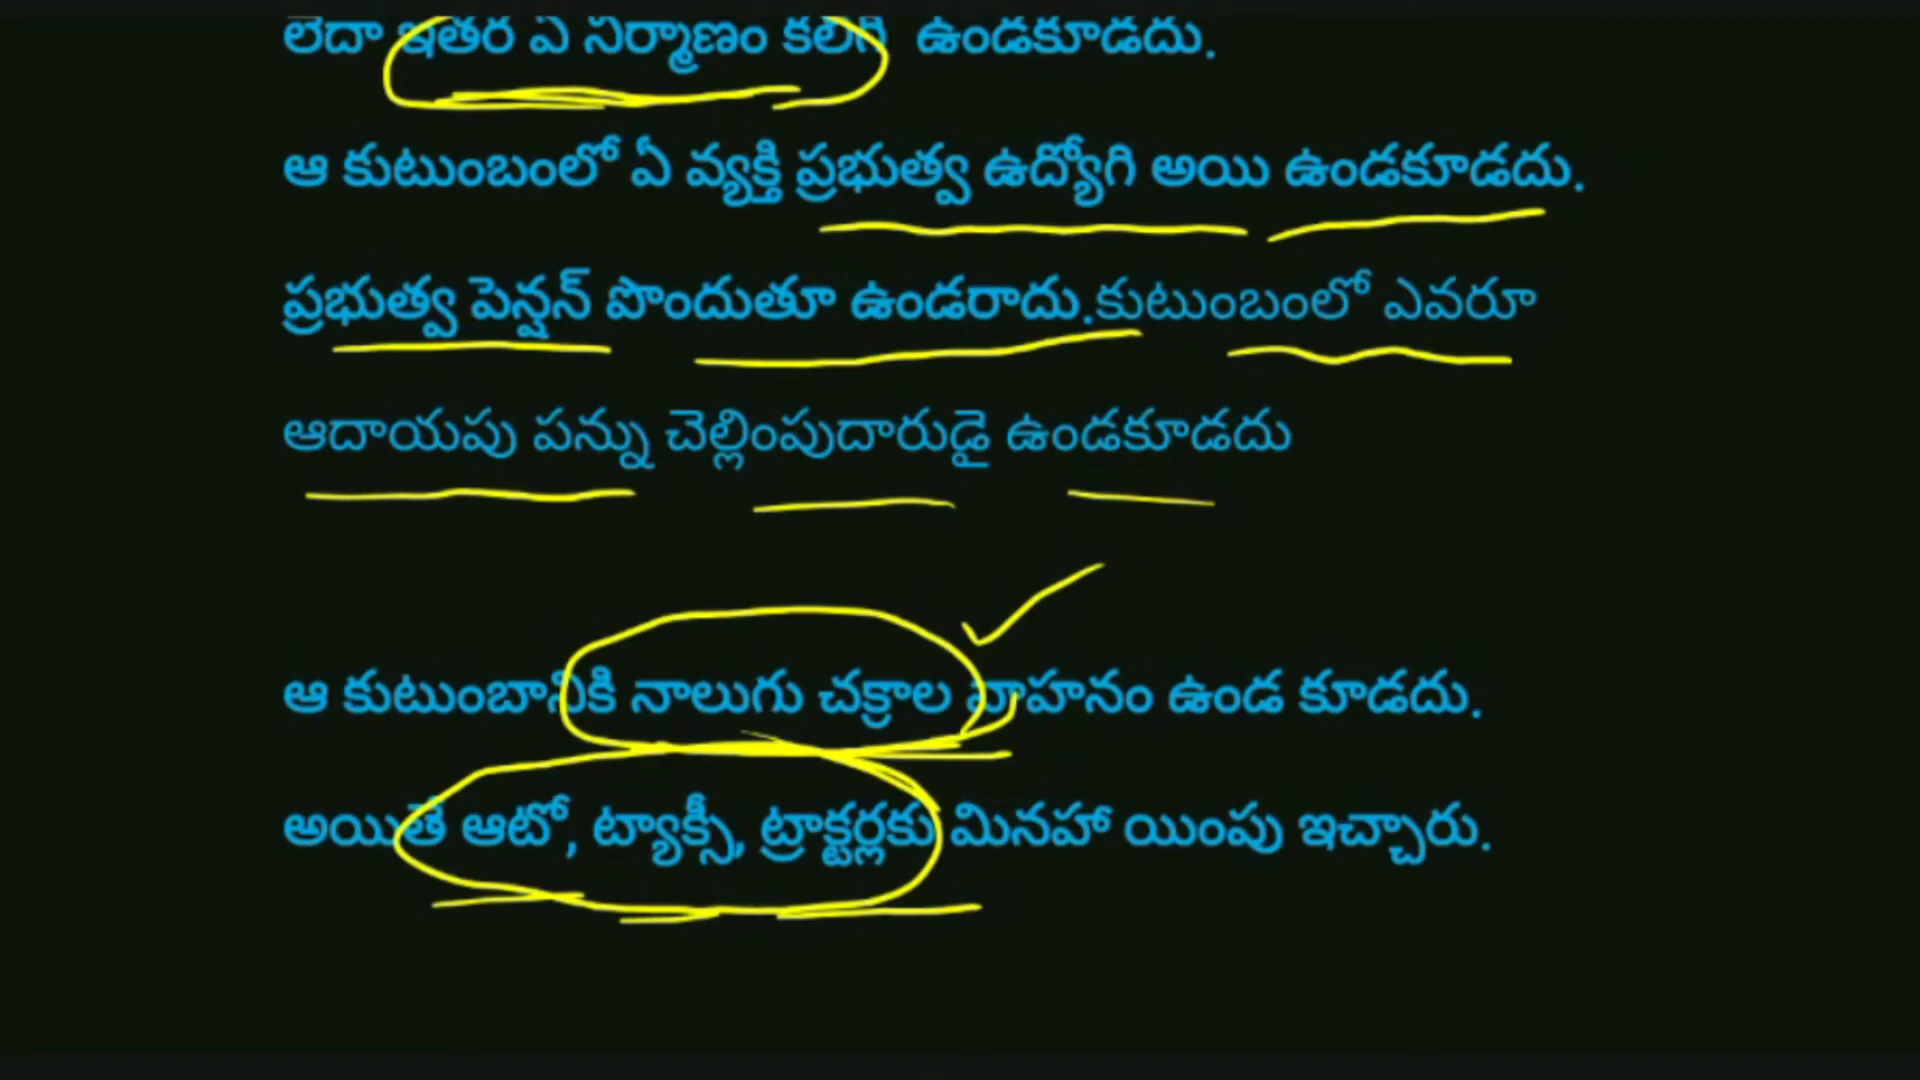 లేదా ఇతర ఏ నిర్మాణం కలిగి ఉండకూడదు.
ఆ కుటుంబంలో ఏ వ్యక్తి ప్రభుత్వ ఉద్యోగి అయి ఉండకూడదు.
ప్రభుత్వ పెన్షన్ పొందుతూ ఉండరాదు.కుటుంబంలో ఎవరూ
ఆదాయపు పన్ను చెల్లింపుదారుడై ఉండకూడదు
ఆ కుటుంబానికి నాలుగు చక్రాల వాహనం ఉండ కూడదు.
అయితే ఆటో, ట్యాక్సీ, ట్రాక్టర్లకు మినహా యింపు ఇచ్చారు.